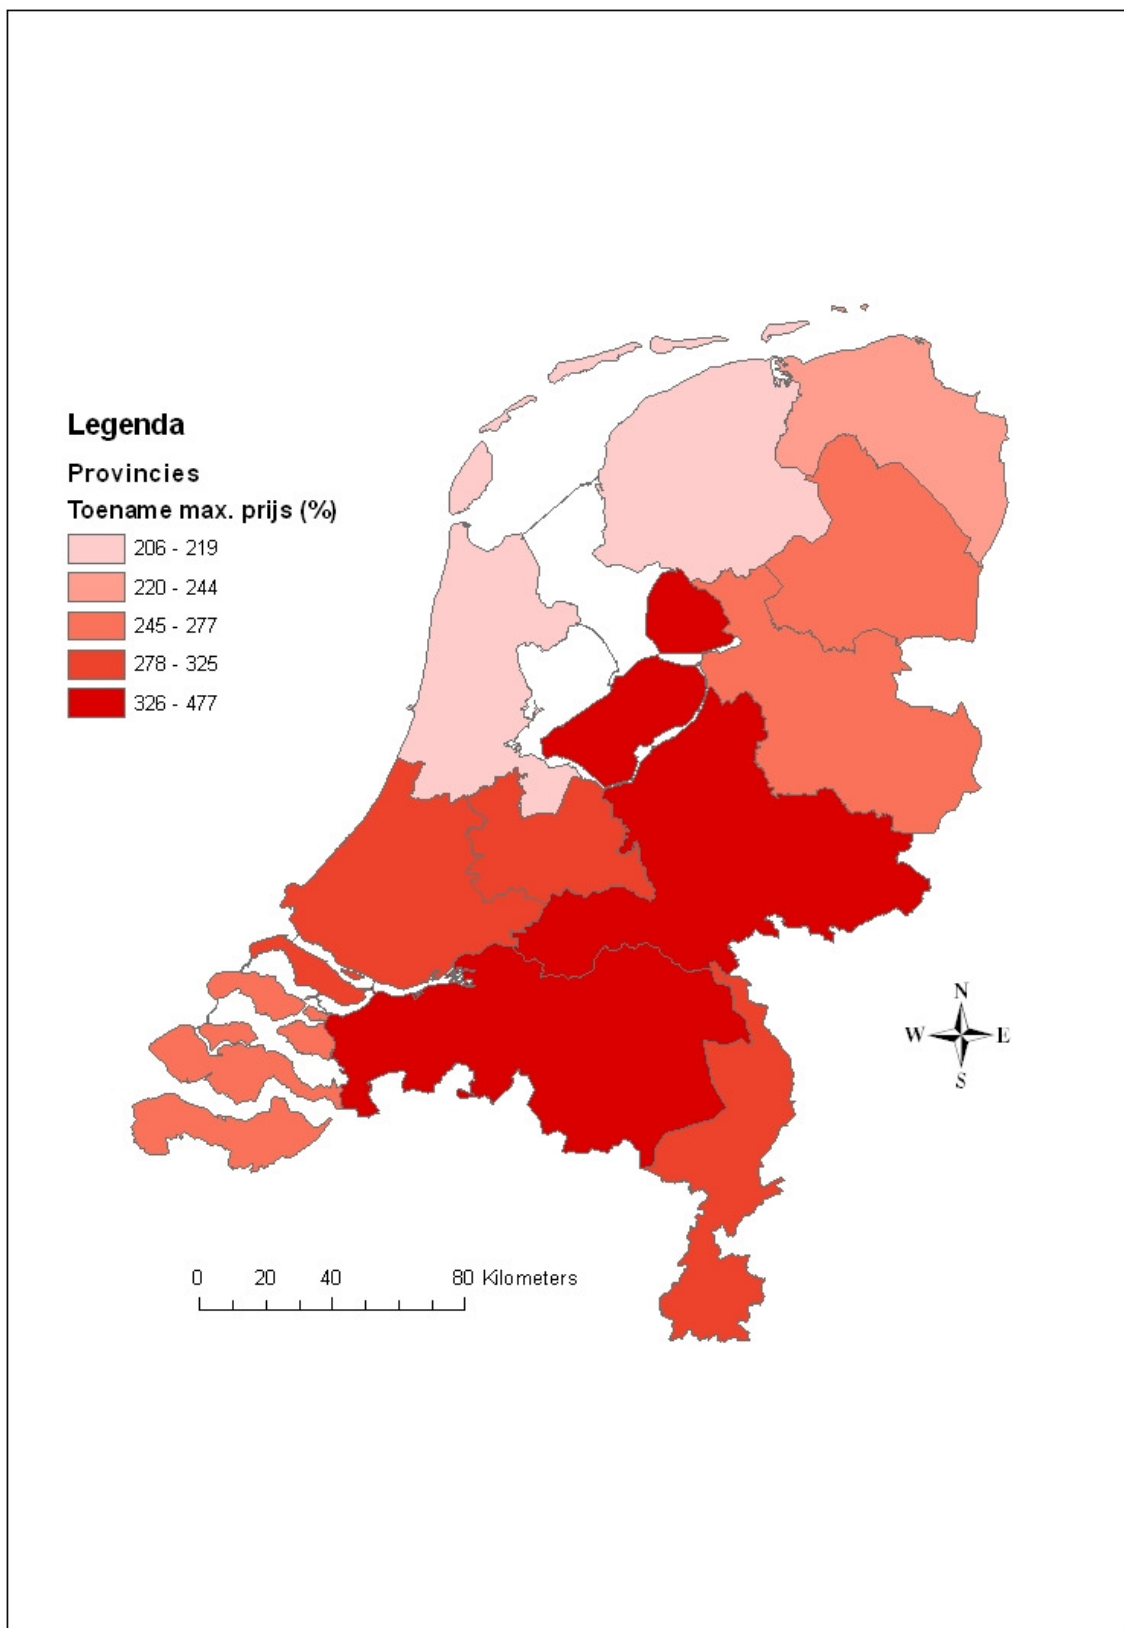 Legenda
Provincies
Toename max. prijs (%)
206 - 219
220 - 244
245 - 277
278 - 325
326 - 477
N
W E
S
0 20 40 80 Kilometers